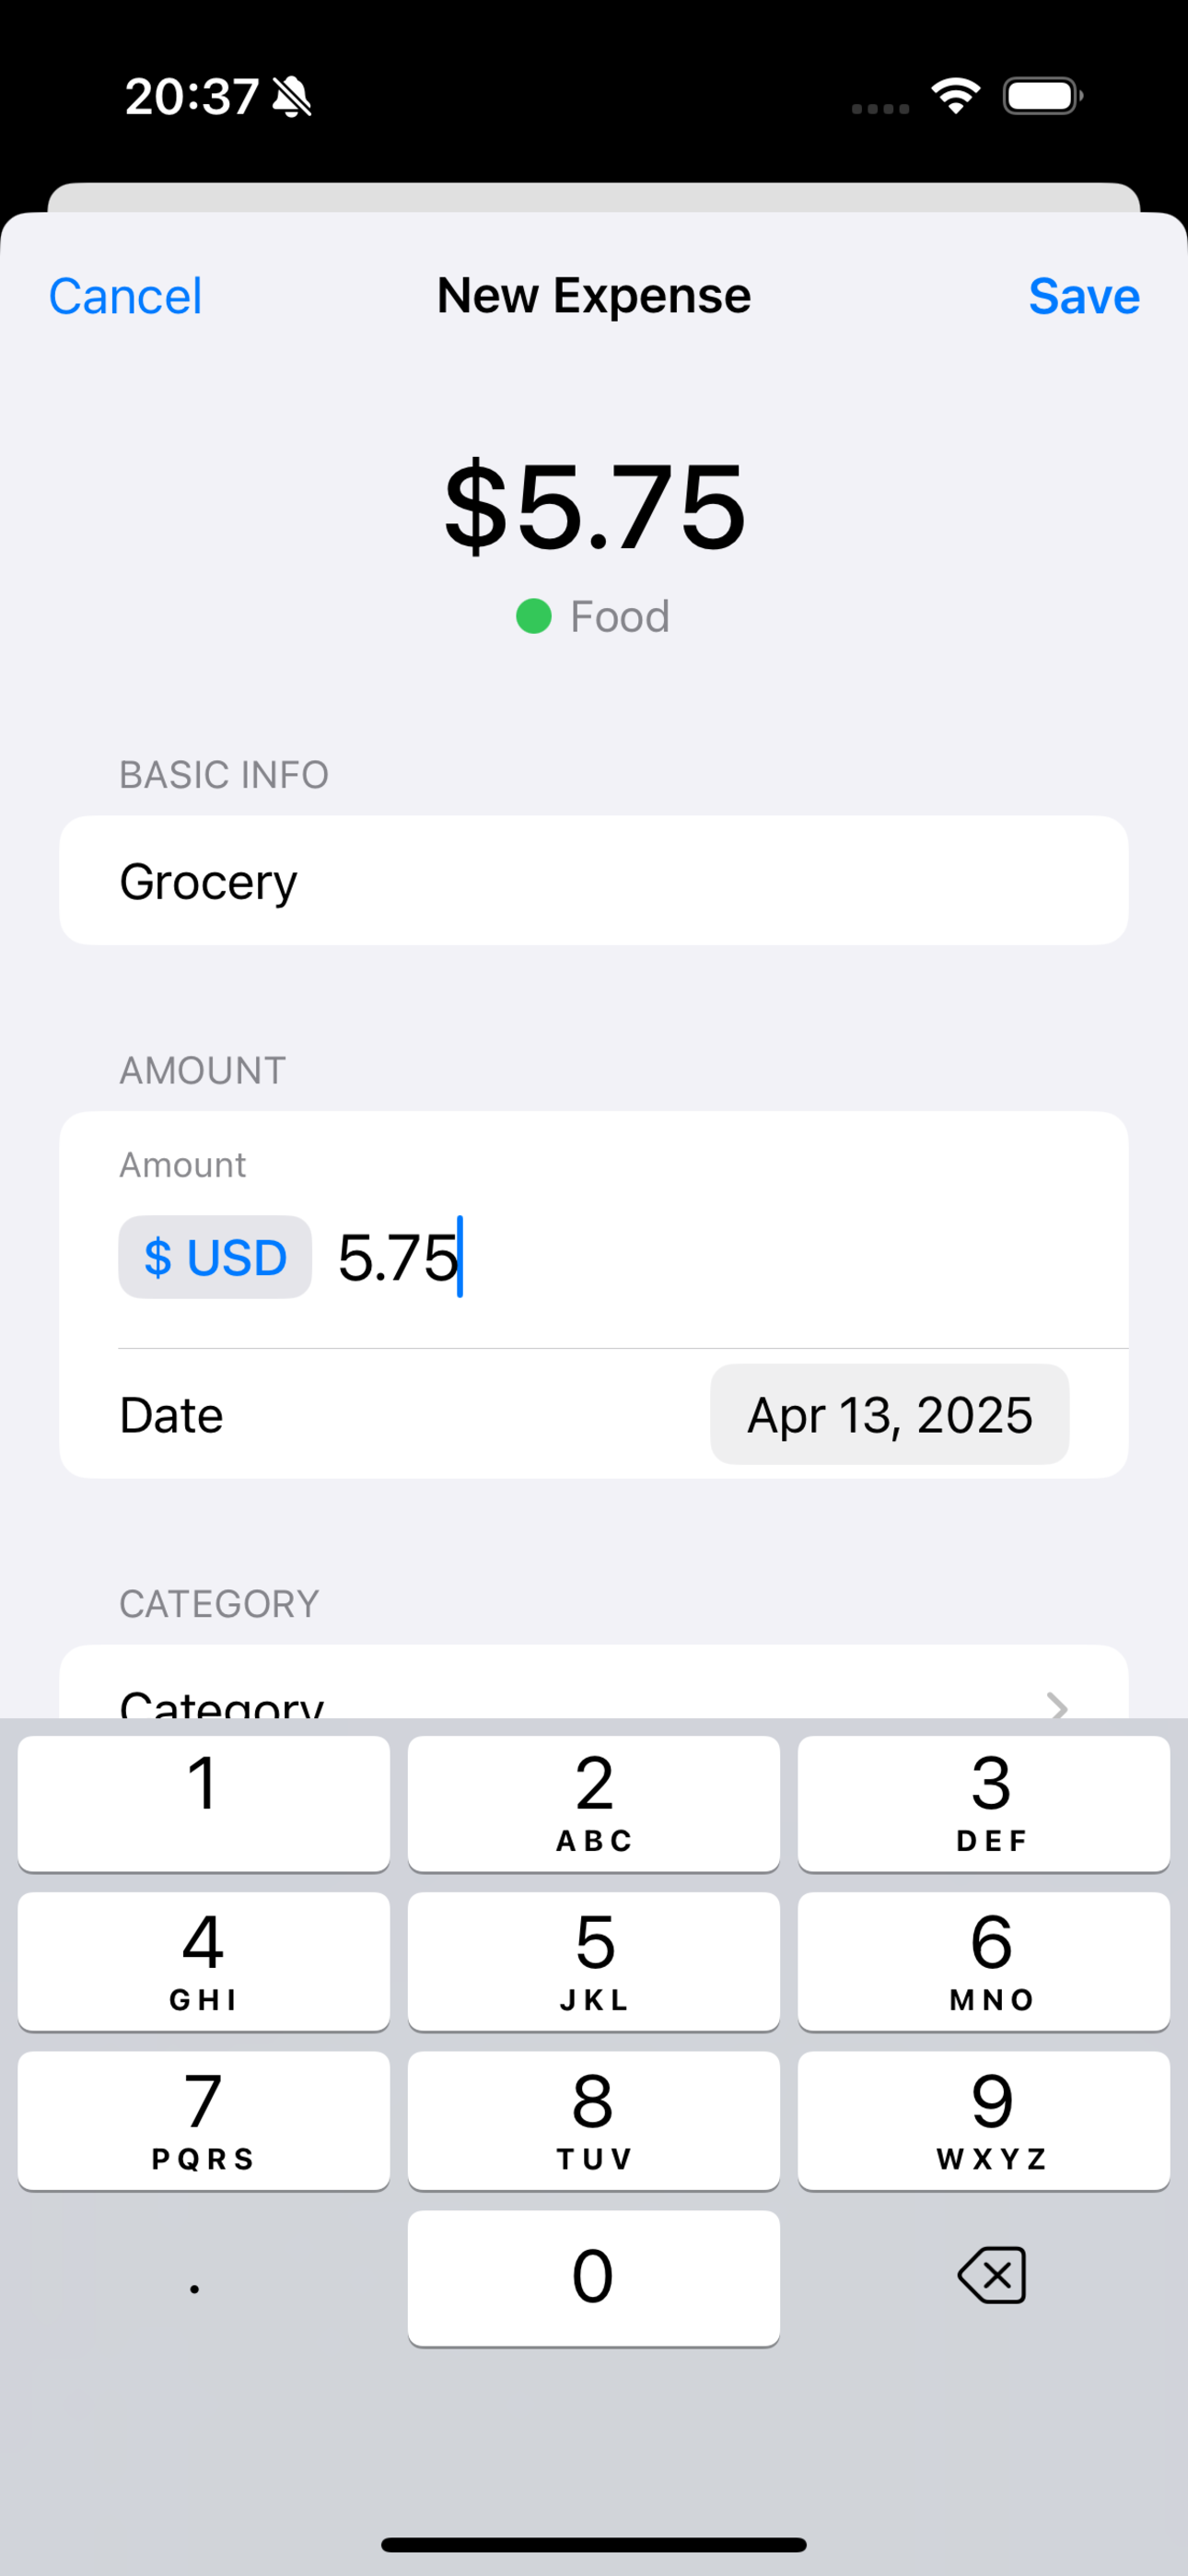 20:37
Cancel New Expense Save
$5.75
Food
BASIC INFO
Grocery
AMOUNT
Amount
$ USD 5.75
Date Apr 13, 2025
CATEGORY
Category
1 2 3
ABC DEF
4 5 6
GHI JKL MNO
7 8 9
PQRS TUV WXYZ
. 0